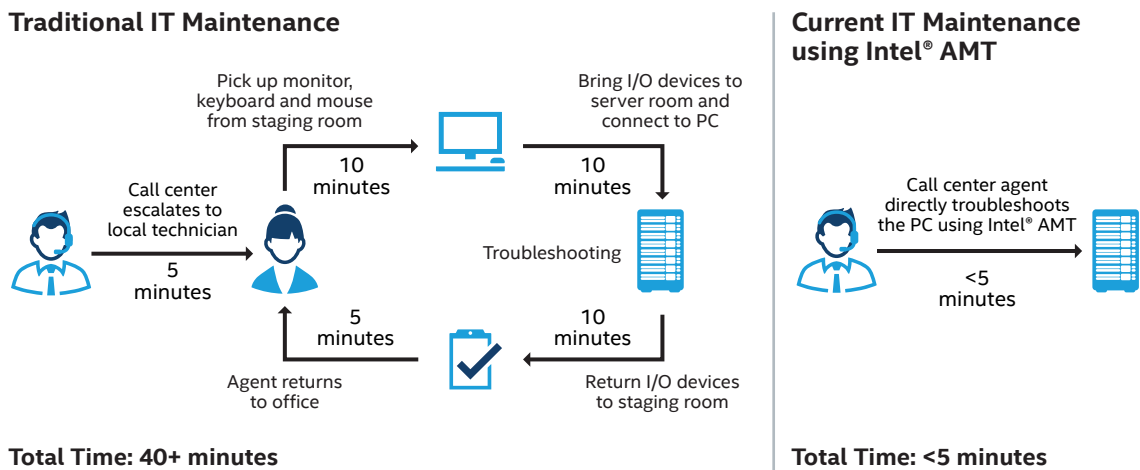 Traditional IT Maintenance
Pick up monitor,
keyboard and mouse
from staging room
Bring I/O devices to
server room and
connect to PC
10
minutes
10
minutes
Call center
escalates to
local technician
5
minutes
Troubleshooting
5
minutes
10
minutes
Agent returns
to office
Return I/O devices
to staging room
Total Time: 40+ minutes
Current IT Maintenance
using Intel® AMT
Call center agent
directly troubleshoots
the PC using Intel® AMT
<5
minutes
Total Time: <5 minutes